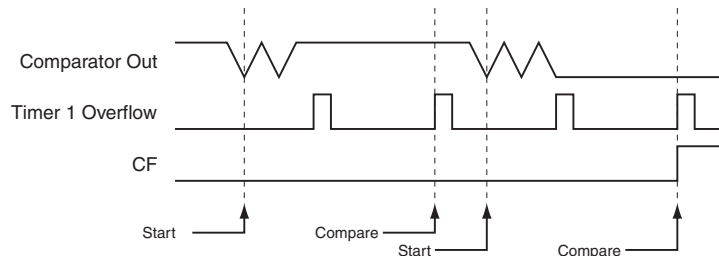 Comparator Out
Timer 1 Overflow
CF
Start
Compare
Start
Compare